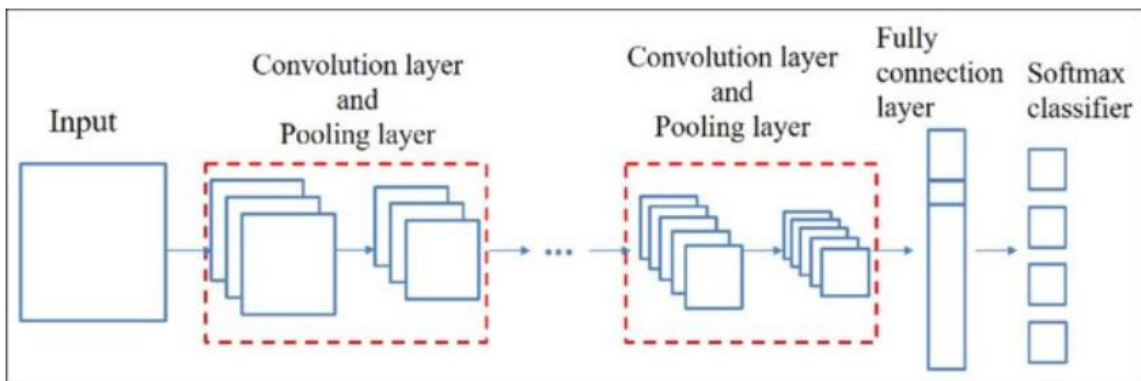 Input
Convolution layer
and
Pooling layer
...
Convolution layer
and
Pooling layer
Fully
connection
layer
Softmax
classifier